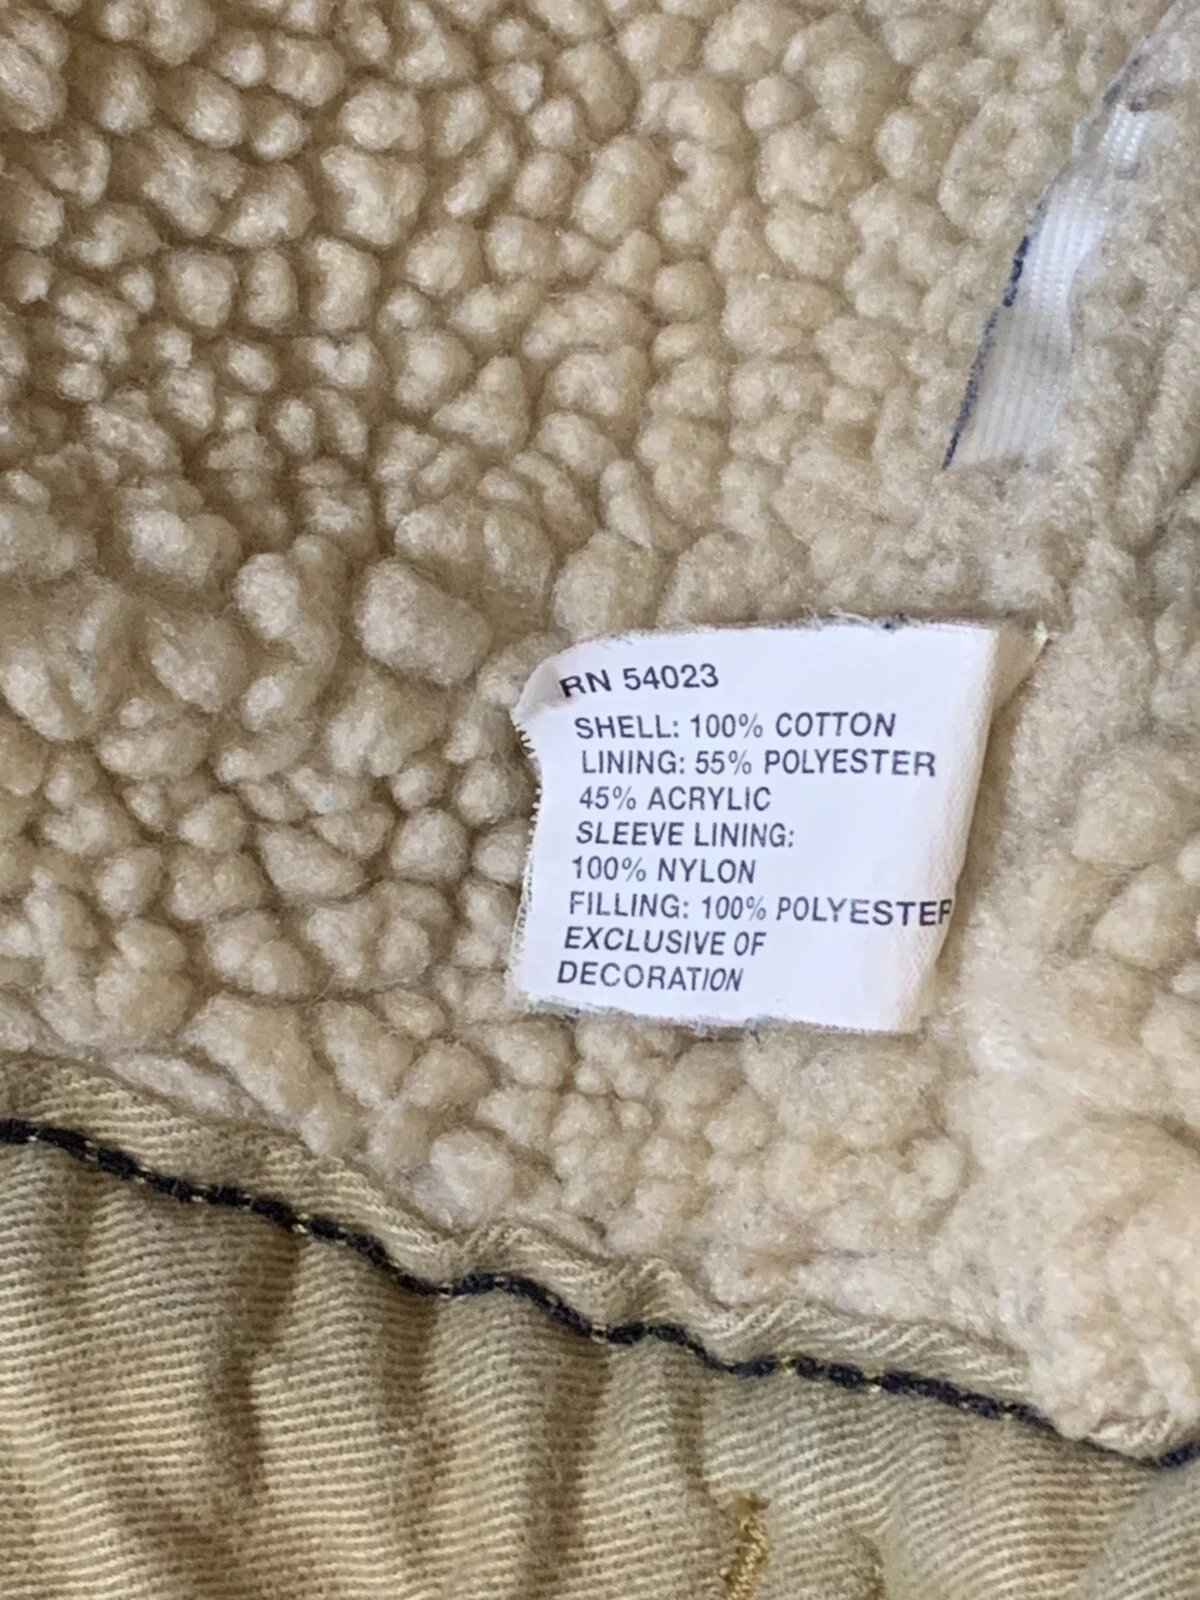 RN 54023
SHELL: 100% COTTON
LINING: 55% POLYESTER
45% ACRYLIC
SLEEVE LINING:
100% NYLON
FILLING: 100% POLYESTER
EXCLUSIVE OF
DECORATION